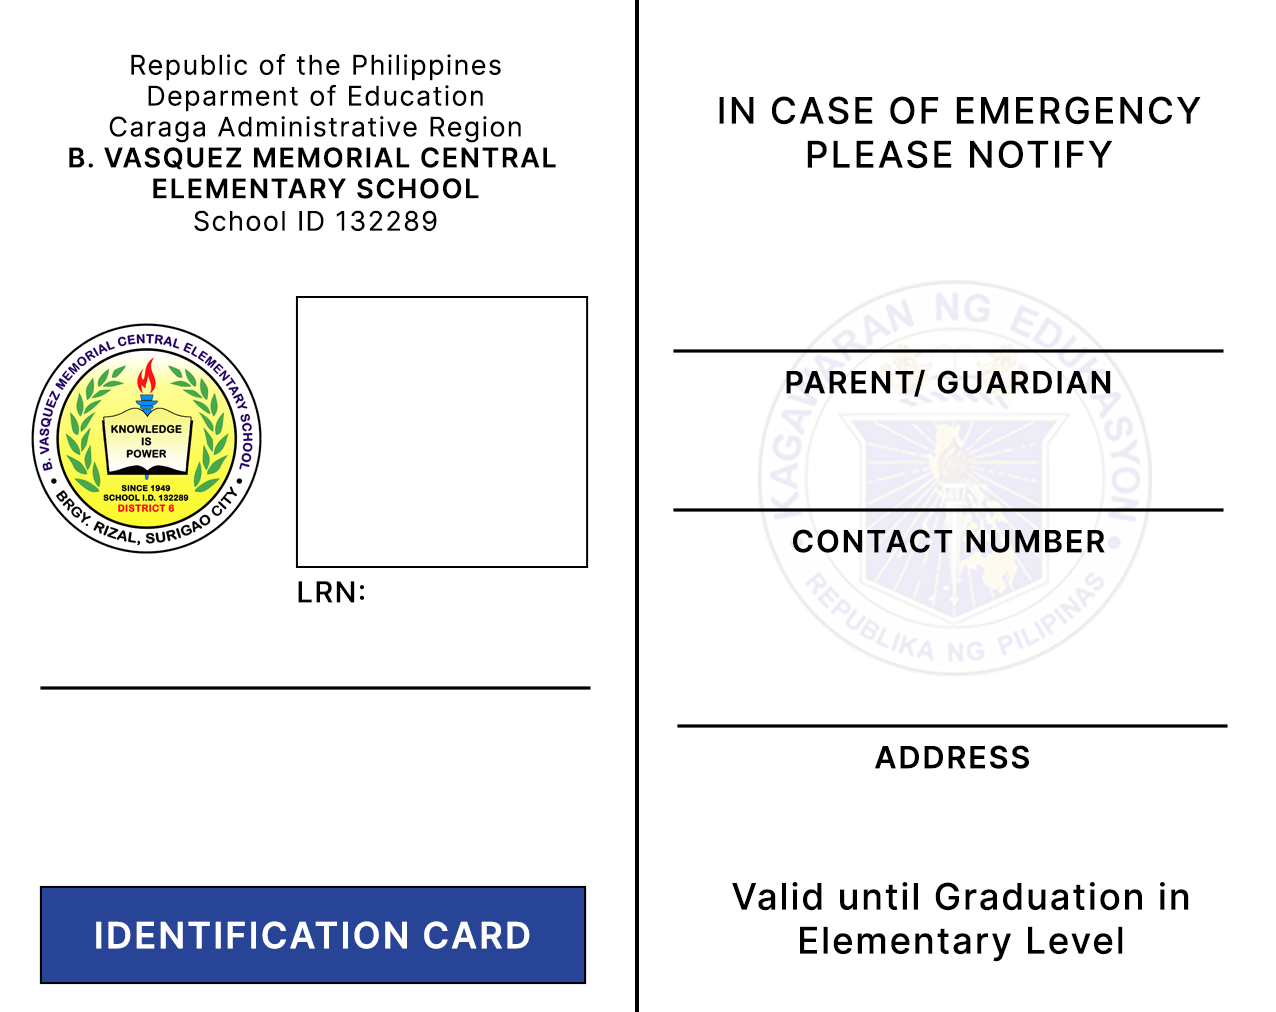 Republic of the Philippines
Deparment of Education
Caraga Administrative Region
B. VASQUEZ MEMORIAL CENTRAL
ELEMENTARY SCHOOL
School ID 132289
B. VASQUEZ MEMORIAL CENTRAL ELEMENTARY SCHOOL
KNOWLEDGE
IS
POWER
SINCE 1949
SCHOOL I.D. 132289
DISTRICT 6
• BRGY. RIZAL, SURIGAO CITY •
LRN:
IDENTIFICATION CARD
IN CASE OF EMERGENCY
PLEASE NOTIFY
KAGAWARAN NG EDUKASYON
PARENT/ GUARDIAN
CONTACT NUMBER
REPUBLIKA NG PILIPINAS
ADDRESS
Valid until Graduation in
Elementary Level